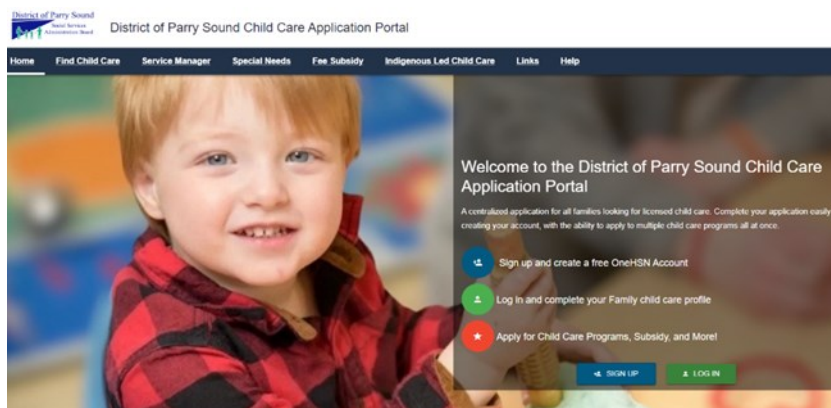 District of Parry Sound
Social Services
Administration Board
District of Parry Sound Child Care Application Portal
Home Find Child Care Service Manager Special Needs Fee Subsidy Indigenous Led Child Care Links Help
Welcome to the District of Parry Sound Child Care
Application Portal
A centralized application for all families looking for licensed child care. Complete your application easily
creating your account, with the ability to apply to multiple child care programs all at once.
Sign up and create a free OneHSN Account
Log in and complete your Family child care profile
Apply for Child Care Programs, Subsidy, and More!
SIGN UP LOG IN